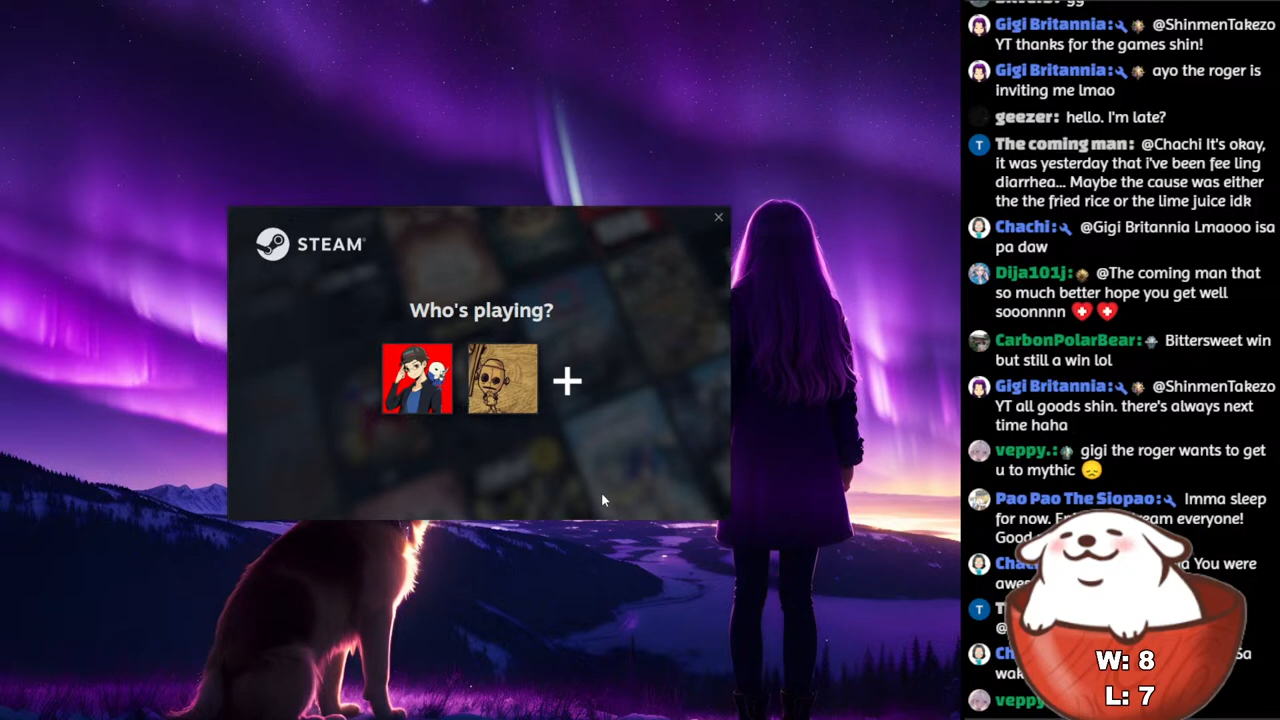 STEAM
Who's playing?
Gigi Britannia: @ShinmenTakezo
YT thanks for the games shin!
Gigi Britannia: ayo the roger is
inviting me lmao
geezer: hello. I'm late?
The coming man: @Chachi It's okay,
it was yesterday that i've been fee ling
diarrhea... Maybe the cause was either
the the fried rice or the lime juice idk
Chachi: @Gigi Britannia Lmaooo isa
pa daw
Dija101j: @The coming man that
so much better hope you get well
sooonnnn
CarbonPolarBear: Bittersweet win
but still a win lol
Gigi Britannia: @ShinmenTakezo
YT all goods shin. there's always next
time haha
veppy.: gigi the roger wants to get
u to mythic
Pao Pao The Siopao: Imma sleep
for now.
everyone!
You were
T
W: 8
L: 7
veppy